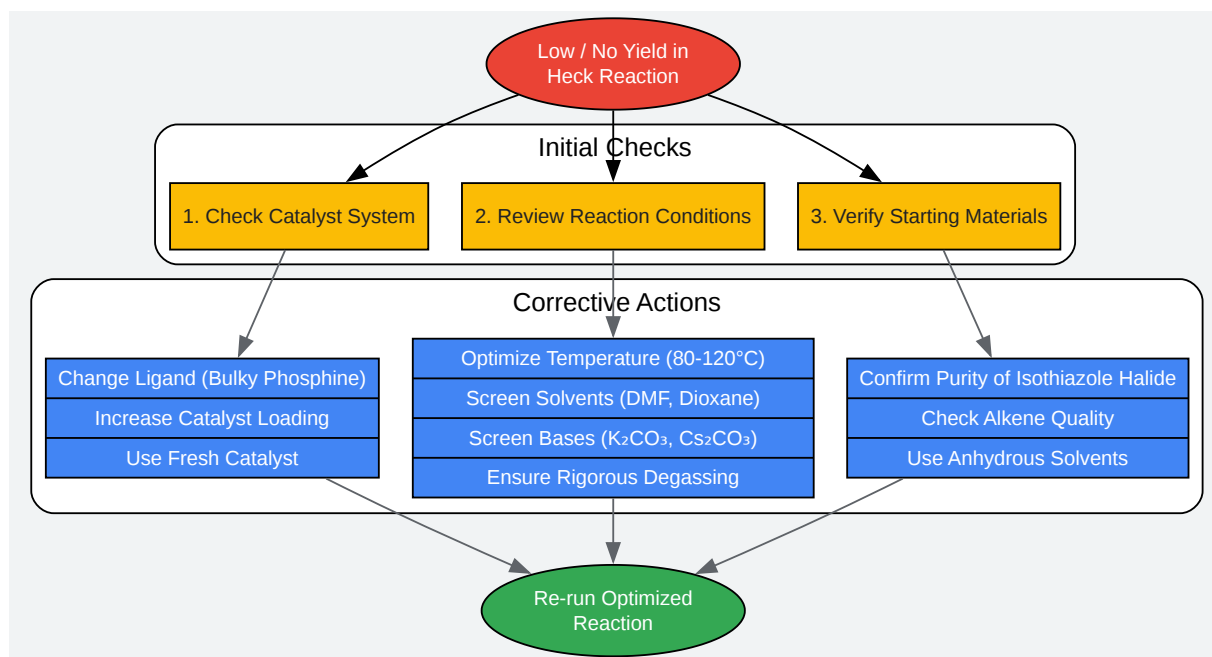 Low / No Yield in
Heck Reaction
Initial Checks
1. Check Catalyst System
2. Review Reaction Conditions
3. Verify Starting Materials
Corrective Actions
Change Ligand (Bulky Phosphine)
Increase Catalyst Loading
Use Fresh Catalyst
Optimize Temperature (80-120°C)
Screen Solvents (DMF, Dioxane)
Screen Bases (K₂CO₃, Cs₂CO₃)
Ensure Rigorous Degassing
Confirm Purity of Isothiazole Halide
Check Alkene Quality
Use Anhydrous Solvents
Re-run Optimized
Reaction